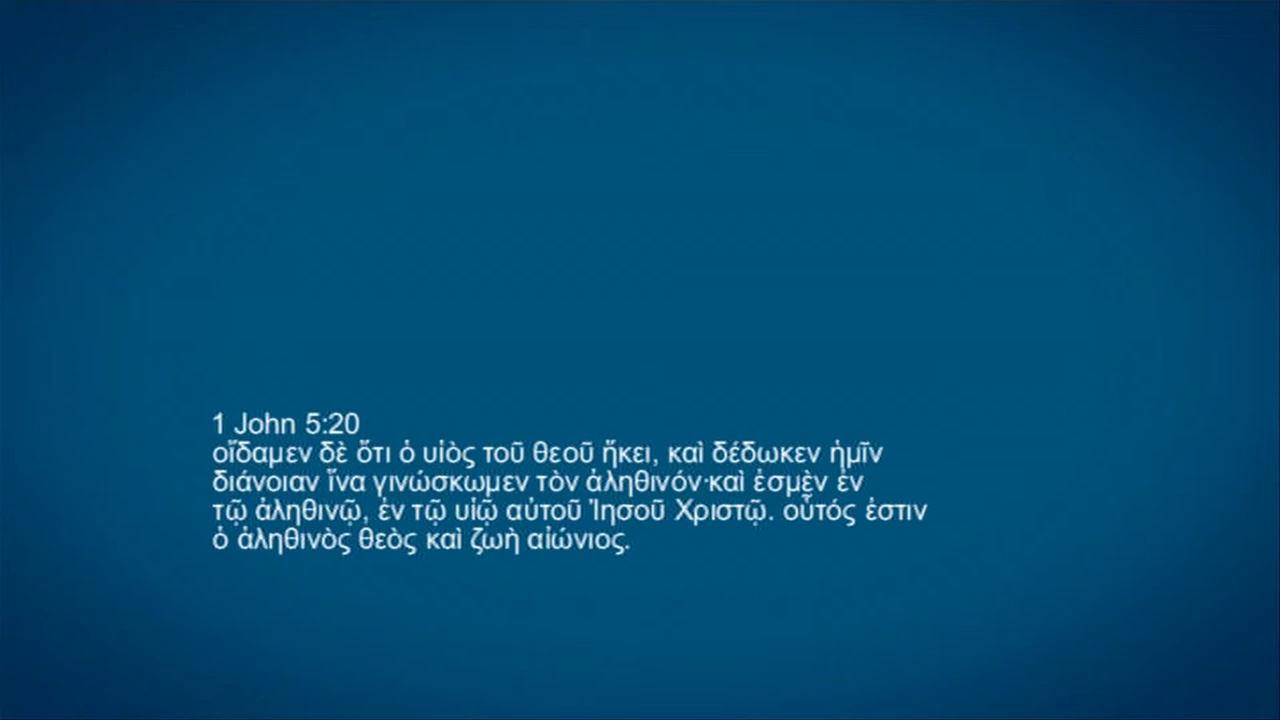 1 John 5:20
οἴδαμεν δὲ ὅτι ὁ υἱὸς τοῦ θεοῦ ἥκει, καὶ δέδωκεν ἡμῖν
διάνοιαν ἵνα γινώσκωμεν τὸν ἀληθινόν·καὶ ἐσμὲν ἐν
τῷ ἀληθινῷ, ἐν τῷ υἱῷ αὐτοῦ Ἰησοῦ Χριστῷ. οὗτός ἐστιν
ὁ ἀληθινὸς θεὸς καὶ ζωὴ αἰώνιος.